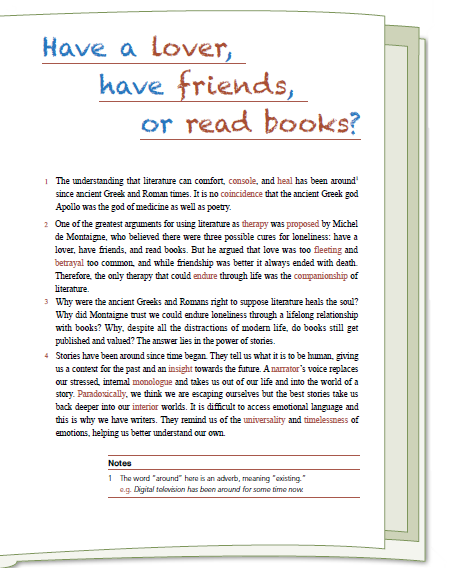 Have a lover,
have friends,
or read books?
1 The understanding that literature can comfort, console, and heal has been around¹
since ancient Greek and Roman times. It is no coincidence that the ancient Greek god
Apollo was the god of medicine as well as poetry.
2 One of the greatest arguments for using literature as therapy was proposed by Michel
de Montaigne, who believed there were three possible cures for loneliness: have a
lover, have friends, and read books. But he argued that love was too fleeting and
betrayal too common, and while friendship was better it always ended with death.
Therefore, the only therapy that could endure through life was the companionship of
literature.
3 Why were the ancient Greeks and Romans right to suppose literature heals the soul?
Why did Montaigne trust we could endure loneliness through a lifelong relationship
with books? Why, despite all the distractions of modern life, do books still get
published and valued? The answer lies in the power of stories.
4 Stories have been around since time began. They tell us what it is to be human, giving
us a context for the past and an insight towards the future. A narrator's voice replaces
our stressed, internal monologue and takes us out of our life and into the world of a
story. Paradoxically, we think we are escaping ourselves but the best stories take us
back deeper into our interior worlds. It is difficult to access emotional language and
this is why we have writers. They remind us of the universality and timelessness of
emotions, helping us better understand our own.
Notes
1 The word "around" here is an adverb, meaning "existing."
e.g. Digital television has been around for some time now.